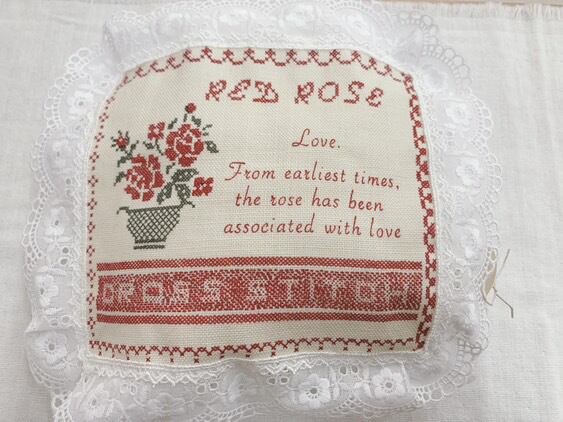 RED ROSE
Love.
From earliest times,
the rose has been
associated with love
CROSS STITCH